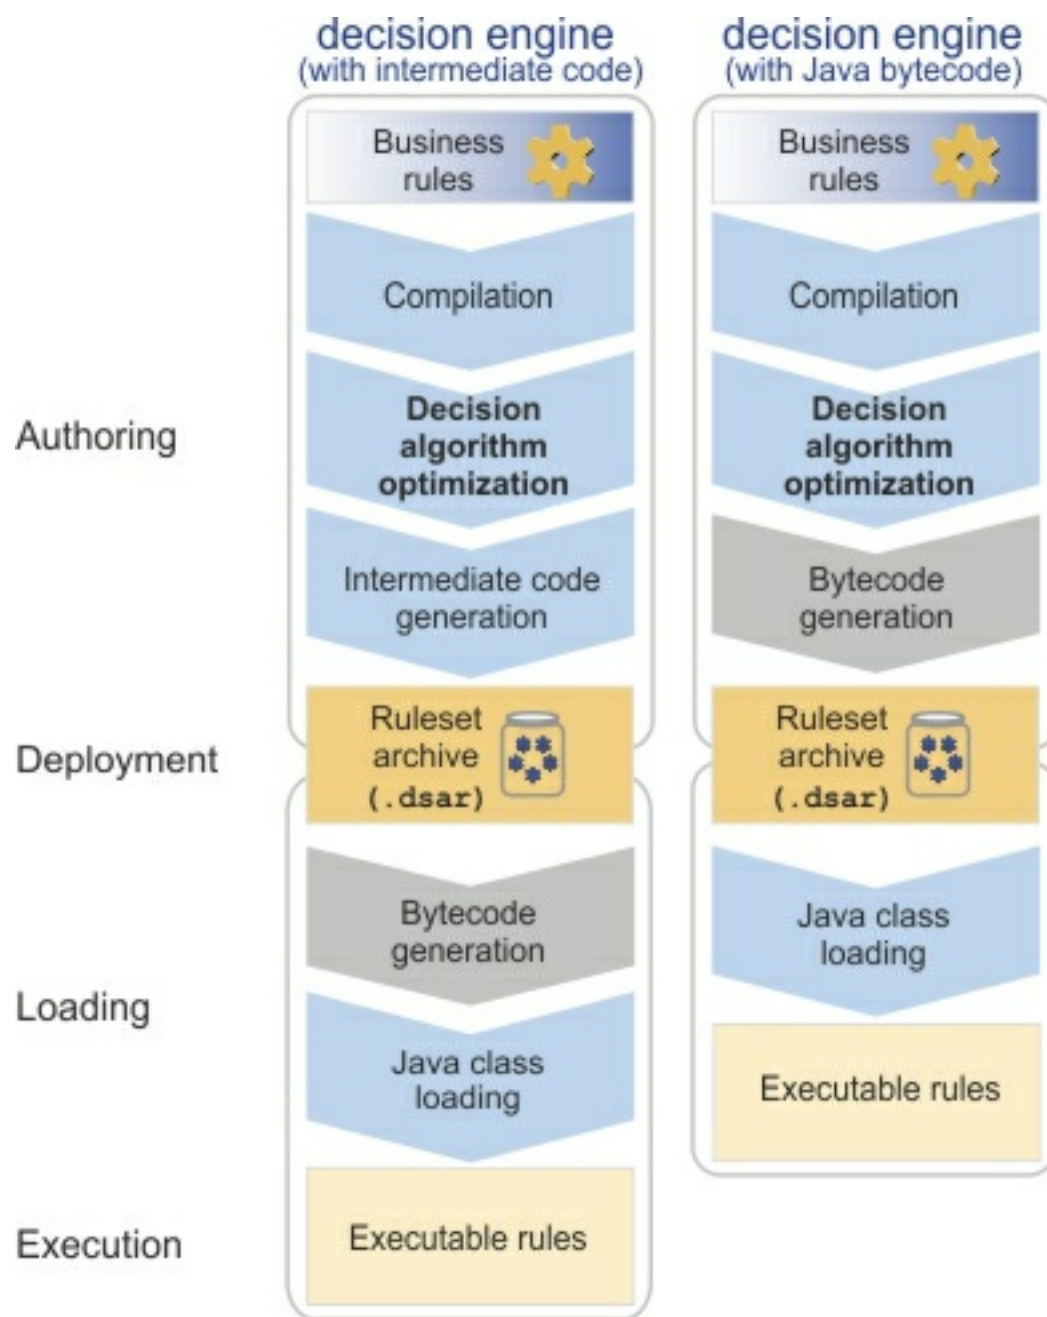 decision engine
(with intermediate code)
decision engine
(with Java bytecode)
Authoring
Business
rules
Compilation
Decision
algorithm
optimization
Intermediate code
generation
Business
rules
Compilation
Decision
algorithm
optimization
Bytecode
generation
Deployment
Ruleset
archive
(.dsar)
Ruleset
archive
(.dsar)
Loading
Bytecode
generation
Java class
loading
Java class
loading
Executable rules
Execution
Executable rules